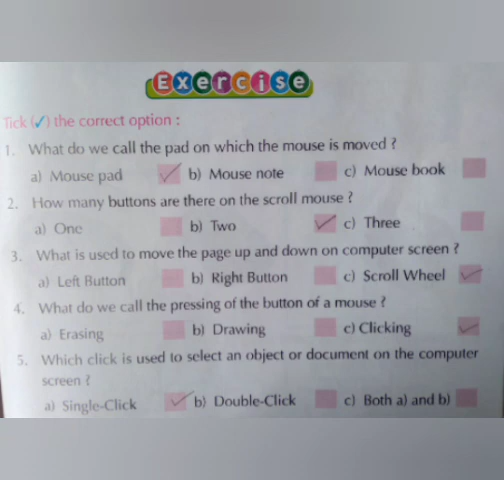 Exercise
Tick (✓) the correct option :
1. What do we call the pad on which the mouse is moved ?
a) Mouse pad b) Mouse note c) Mouse book
2. How many buttons are there on the scroll mouse ?
a) One b) Two c) Three
3. What is used to move the page up and down on computer screen ?
a) Left Button b) Right Button c) Scroll Wheel
4. What do we call the pressing of the button of a mouse ?
a) Erasing b) Drawing c) Clicking
5. Which click is used to select an object or document on the computer
screen ?
a) Single-Click b) Double-Click c) Both a) and b)